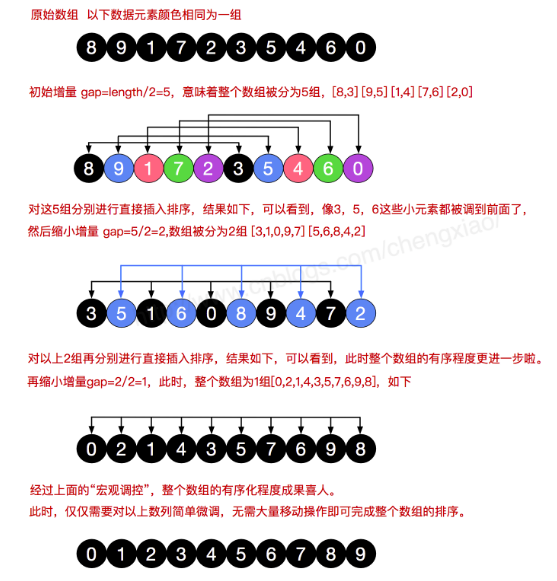 原始数组 以下数据元素颜色相同为一组
8 9 1 7 2 3 5 4 6 0
初始增量 gap=length/2=5，意味着整个数组被分为5组，[8,3][9,5][1,4][7,6][2,0]
8 9 1 7 2 3 5 4 6 0
对这5组分别进行直接插入排序，结果如下，可以看到，像3，5，6这些小元素都被调到前面了，
然后缩小增量 gap=5/2=2,数组被分为2组 [3,1,0,9,7][5,6,8,4,2]
3 5 1 6 0 8 9 4 7 2
对以上2组再分别进行直接插入排序，结果如下，可以看到，此时整个数组的有序程度更进一步啦。
再缩小增量gap=2/2=1，此时，整个数组为1组[0,2,1,4,3,5,7,6,9,8]，如下
0 2 1 4 3 5 7 6 9 8
经过上面的“宏观调控”，整个数组的有序化程度成果喜人。
此时，仅仅需要对以上数列简单微调，无需大量移动操作即可完成整个数组的排序。
0 1 2 3 4 5 6 7 8 9
www.cnblogs.com/chengxiao/